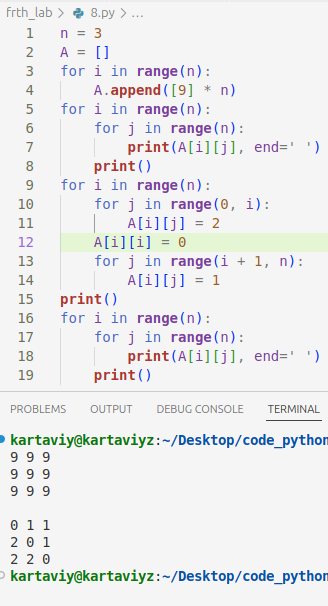 frth_lab > 8.py > ...
1 n = 3
2 A = []
3 for i in range(n):
4     A.append([9] * n)
5 for i in range(n):
6     for j in range(n):
7         print(A[i][j], end=' ')
8     print()
9 for i in range(n):
10     for j in range(0, i):
11         A[i][j] = 2
12     A[i][i] = 0
13     for j in range(i + 1, n):
14         A[i][j] = 1
15 print()
16 for i in range(n):
17     for j in range(n):
18         print(A[i][j], end=' ')
19     print()
PROBLEMS OUTPUT DEBUG CONSOLE TERMINAL
kartaviy@kartaviyz:~/Desktop/code_python
9 9 9
9 9 9
9 9 9
0 1 1
2 0 1
2 2 0
kartaviy@kartaviyz:~/Desktop/code_python